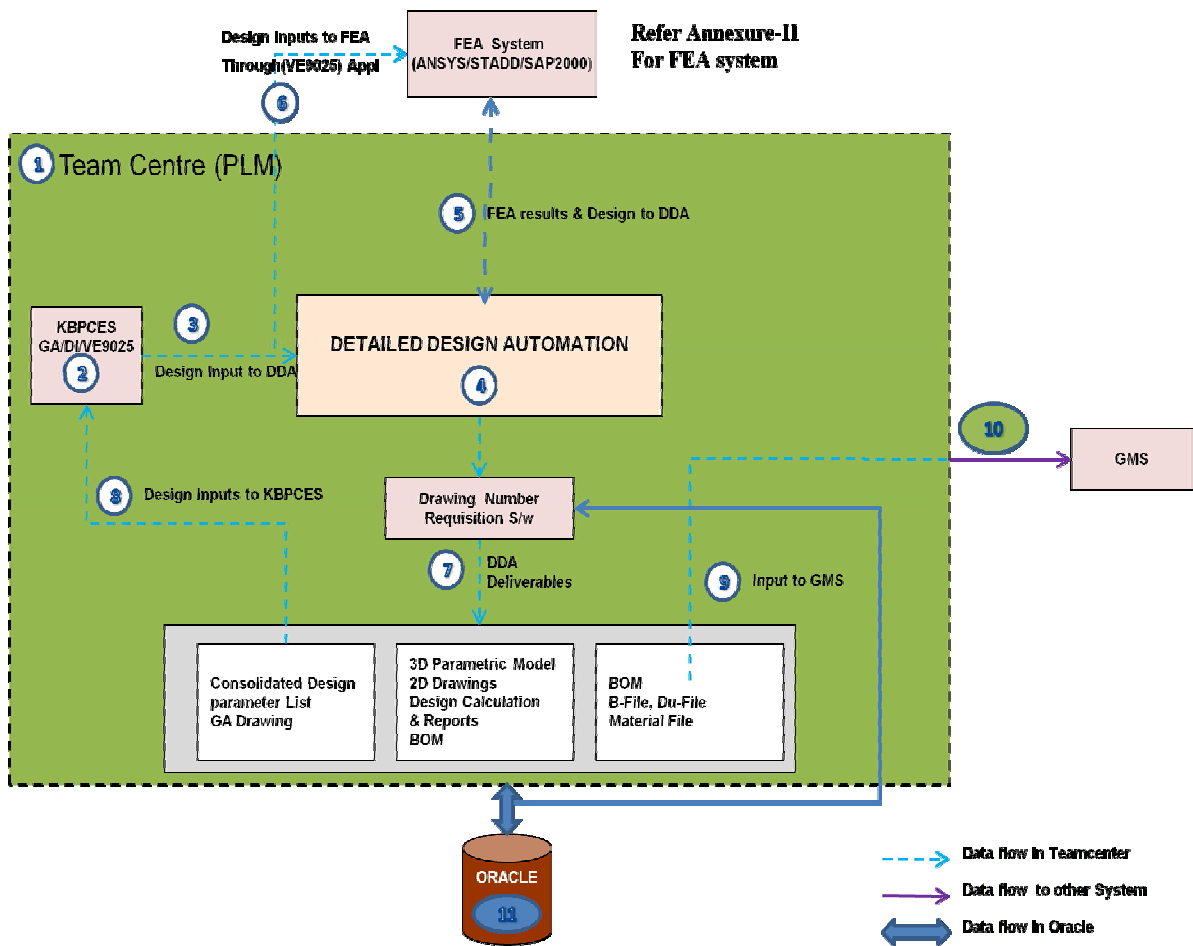 Design Inputs to FEA
Through(VE9025) Appl
6
FEA System
(ANSYS/STADD/SAP2000)
Refer Annexure-II
For FEA system
1 Team Centre (PLM)
5 FEA results & Design to DDA
KBPCES
GA/DI/VE9025
2
3
Design Input to DDA
DETAILED DESIGN AUTOMATION
4
10
GMS
8 Design Inputs to KBPCES
Drawing Number
Requisition S/w
7 DDA
Deliverables
9 Input to GMS
Consolidated Design
parameter List
GA Drawing
3D Parametric Model
2D Drawings
Design Calculation
& Reports
BOM
BOM
B-File, Du-File
Material File
ORACLE
11
Data flow in Teamcenter
Data flow to other System
Data flow in Oracle